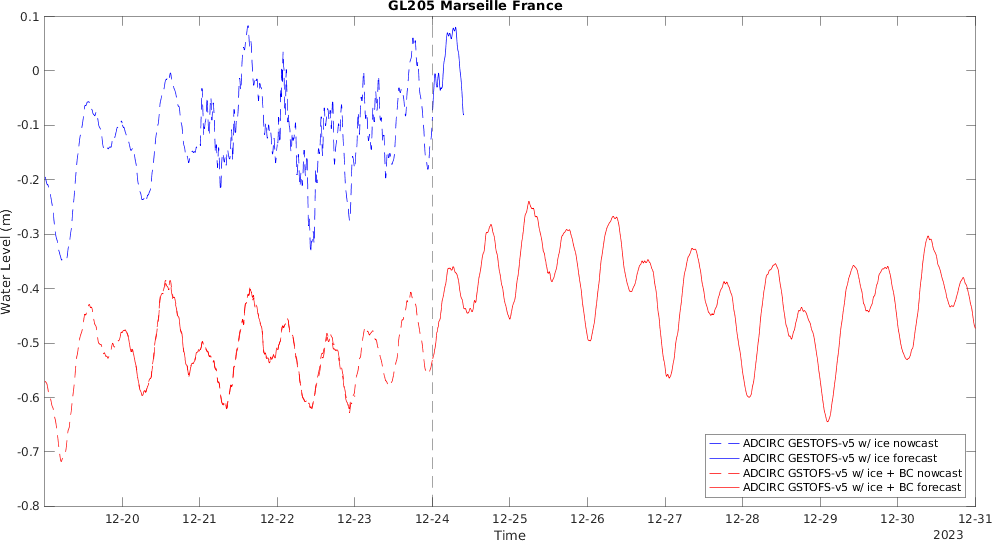 GL205 Marseille France
0.1
0
-0.1
-0.2
-0.3
-0.4
-0.5
-0.6
-0.7
-0.8
Water Level (m)
ADCIRC GESTOFS-v5 w/ ice nowcast
ADCIRC GESTOFS-v5 w/ ice forecast
ADCIRC GSTOFS-v5 w/ ice + BC nowcast
ADCIRC GSTOFS-v5 w/ ice + BC forecast
12-20 12-21 12-22 12-23 12-24 12-25 12-26 12-27 12-28 12-29 12-30 12-31
Time
2023